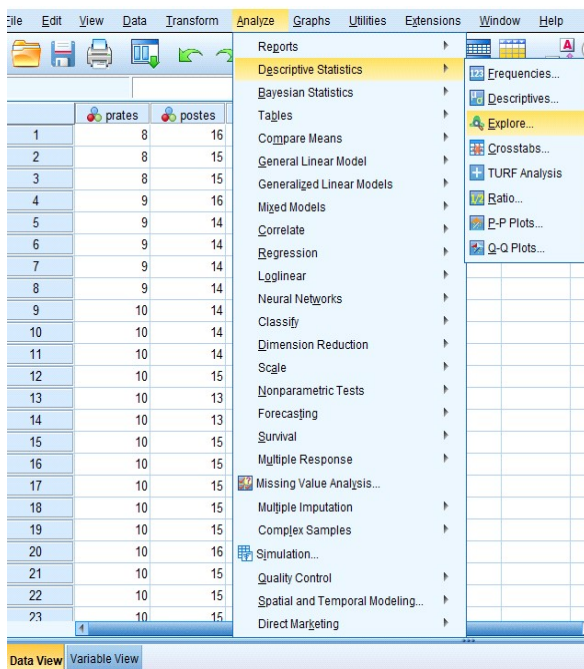 File Edit View Data Transform Analyze Graphs Utilities Extensions Window Help
Reports
Descriptive Statistics
Bayesian Statistics
Tables
Compare Means
General Linear Model
Generalized Linear Models
Mixed Models
Correlate
Regression
Loglinear
Neural Networks
Classify
Dimension Reduction
Scale
Nonparametric Tests
Forecasting
Survival
Multiple Response
Missing Value Analysis...
Multiple Imputation
Complex Samples
Simulation...
Quality Control
Spatial and Temporal Modeling...
Direct Marketing
Frequencies...
Descriptives...
Explore...
Crosstabs...
TURF Analysis
Ratio...
P-P Plots...
Q-Q Plots...
prates postes
1 8 16
2 8 15
3 8 15
4 9 16
5 9 14
6 9 14
7 9 14
8 9 14
9 10 14
10 10 14
11 10 14
12 10 15
13 10 13
14 10 13
15 10 15
16 10 15
17 10 15
18 10 15
19 10 15
20 10 16
21 10 15
22 10 15
23 10 15
Data View Variable View